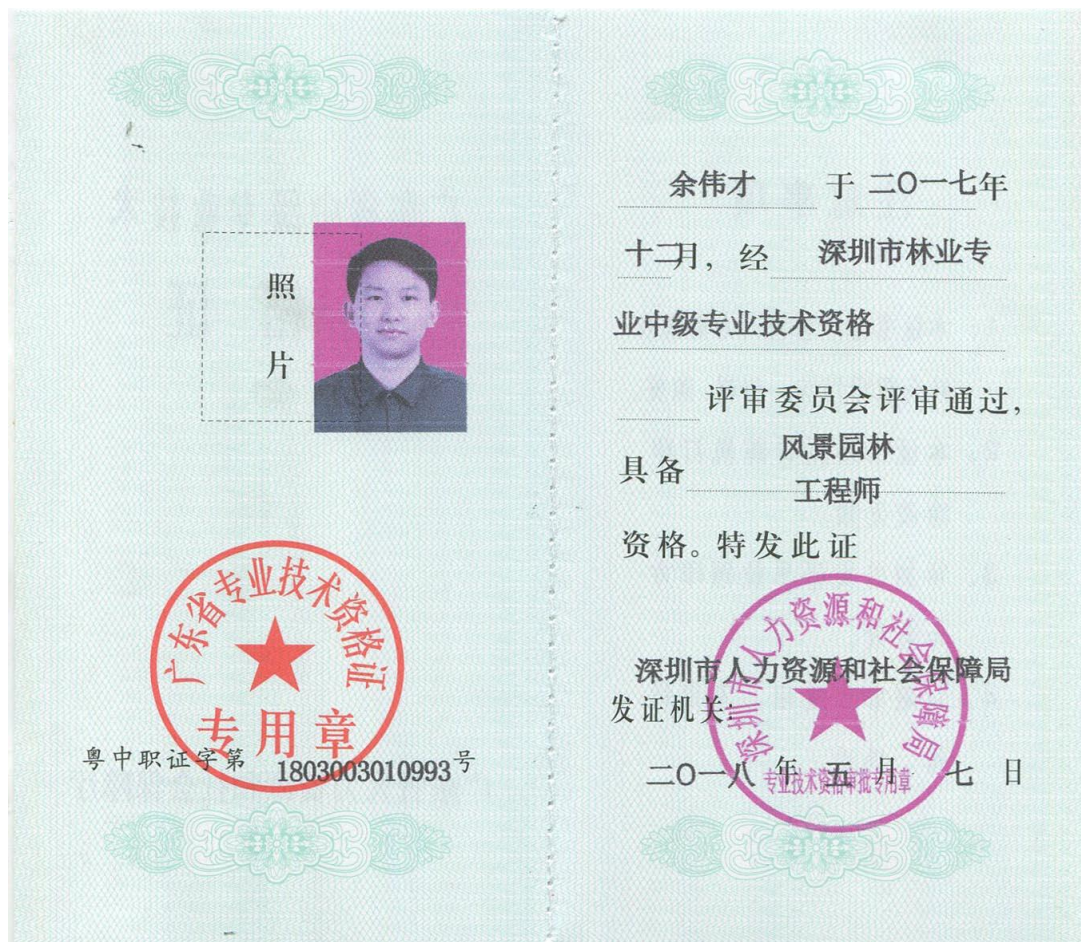 照
片
广东省专业技术资格证
专用章
粤中职证字第 1803003010993 号
余伟才 于 二〇一七年
十二月，经 深圳市林业专
业中级专业技术资格
评审委员会评审通过，
具备 风景园林
工程师
资格。特发此证
深圳市人力资源和社会保障局
深圳市人力资源和社会保障局
发证机关：
二〇一八 年 五 月 七 日
专业技术资格审批专用章